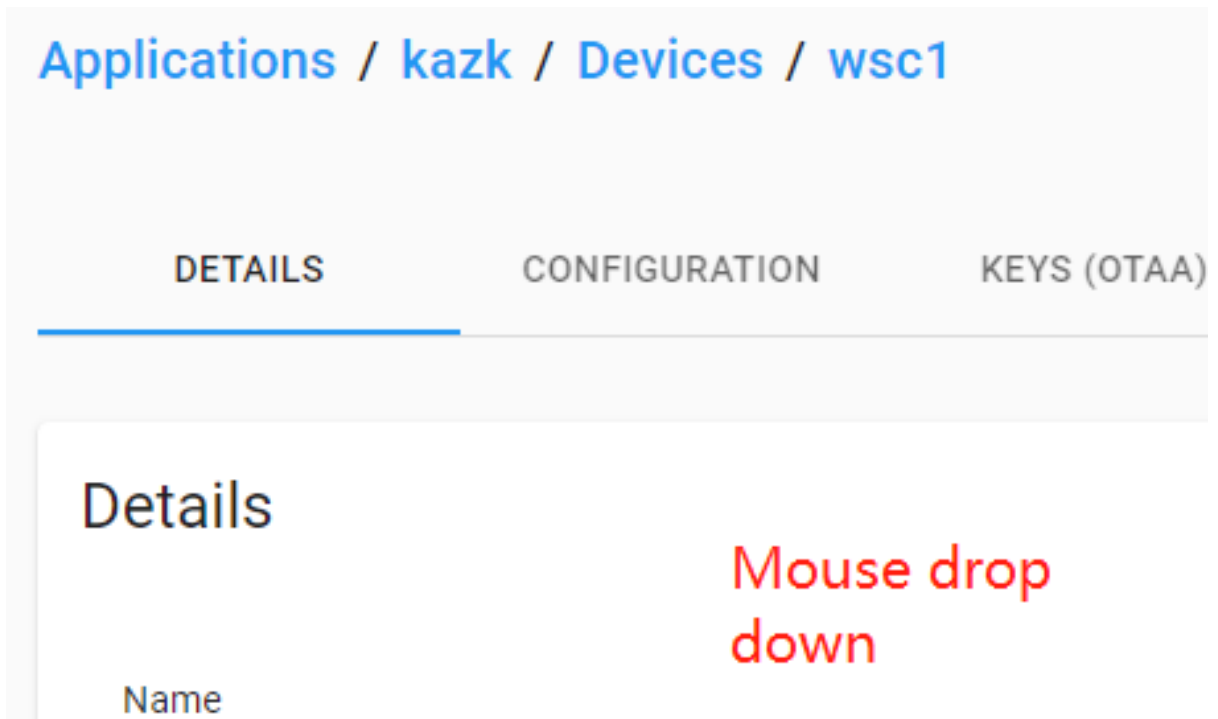 Applications / kazk / Devices / wsc1
DETAILS CONFIGURATION KEYS (OTAA)
Details
Mouse drop
down
Name